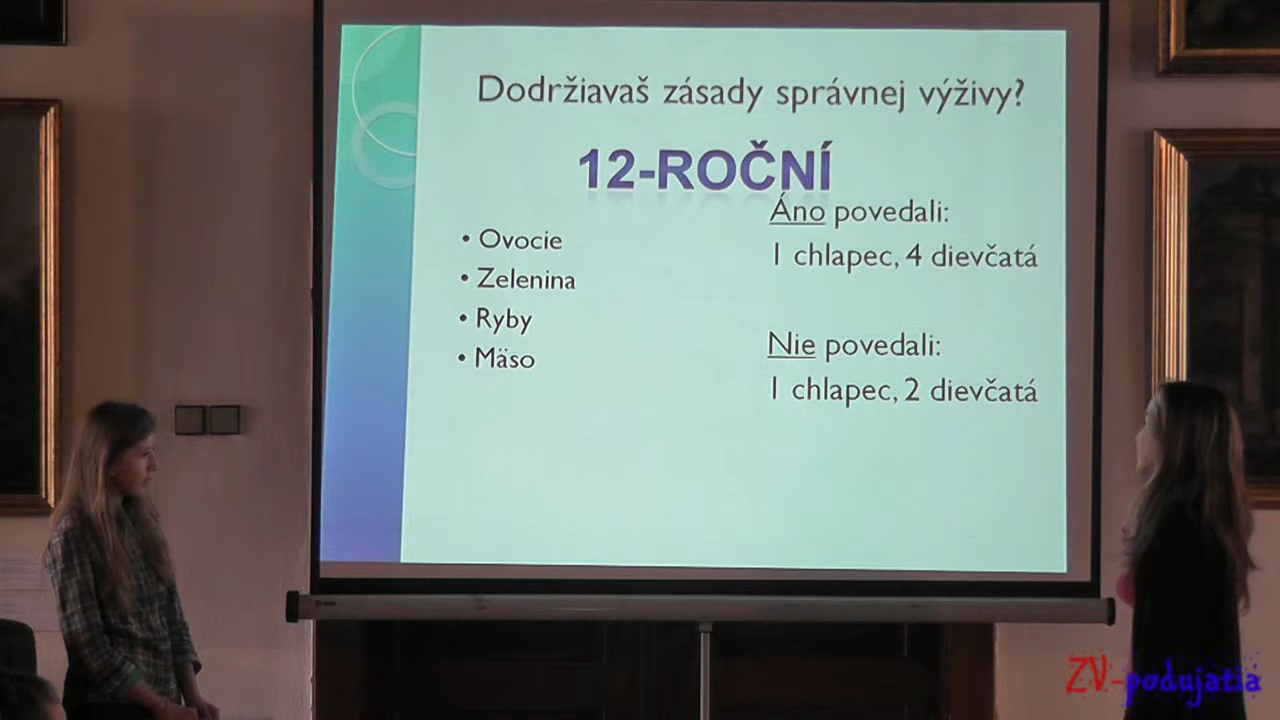 Dodržiavaš zásady správnej výživy?
12-ROČNÍ
• Ovocie
• Zelenina
• Ryby
• Mäso
Áno povedali:
1 chlapec, 4 dievčatá
Nie povedali:
1 chlapec, 2 dievčatá
ZV-podujatia